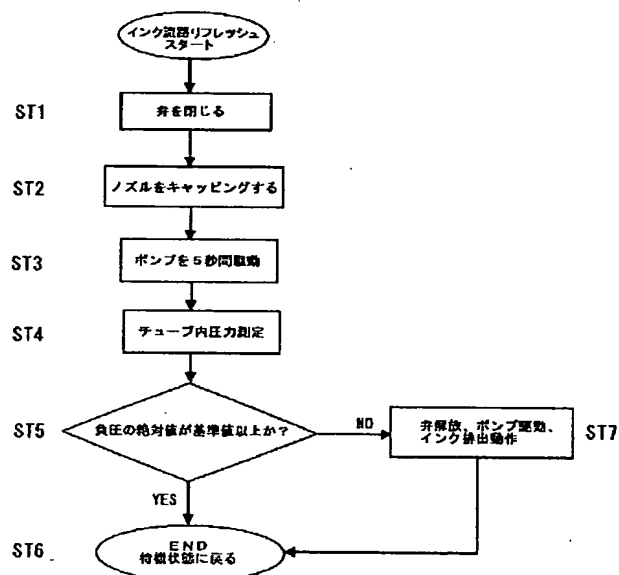 インク流路リフレッシュ
スタート
ST1
弁を閉じる
ST2
ノズルをキャッピングする
ST3
ポンプを5秒間駆動
ST4
チューブ内圧力測定
ST5
負圧の絶対値が基準値以上か？
NO
弁解放、ポンプ駆動、
インク排出動作
ST7
YES
ST6
END
待機状態に戻る